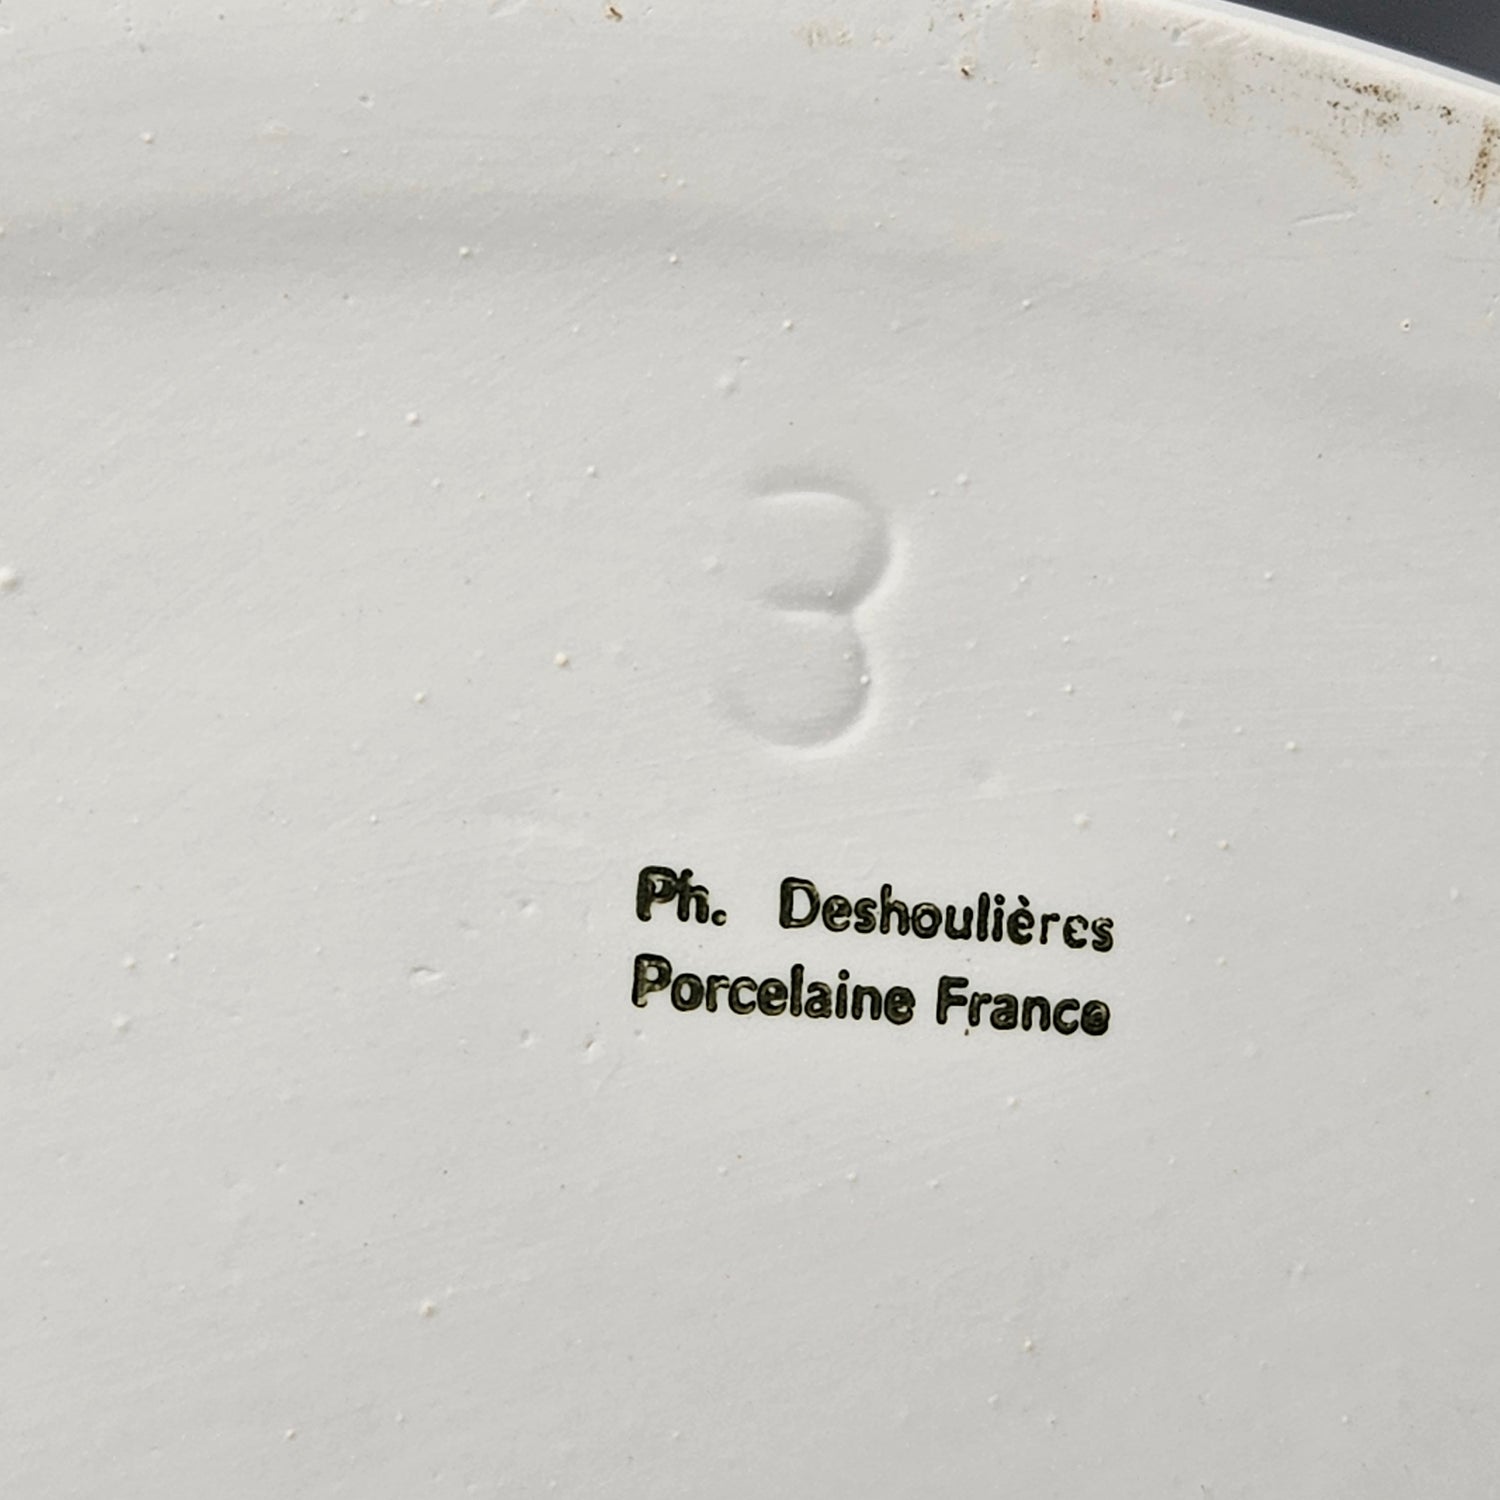 3
Ph. Deshoulières
Porcelaine France